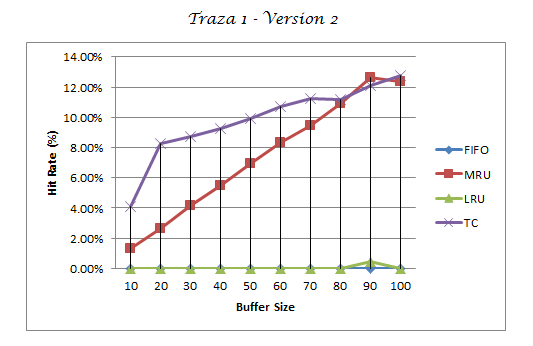 Traza 1 - Version 2
14.00%
12.00%
10.00%
8.00%
6.00%
4.00%
2.00%
0.00%
Hit Rate (%)
10 20 30 40 50 60 70 80 90 100
Buffer Size
FIFO
MRU
LRU
TC